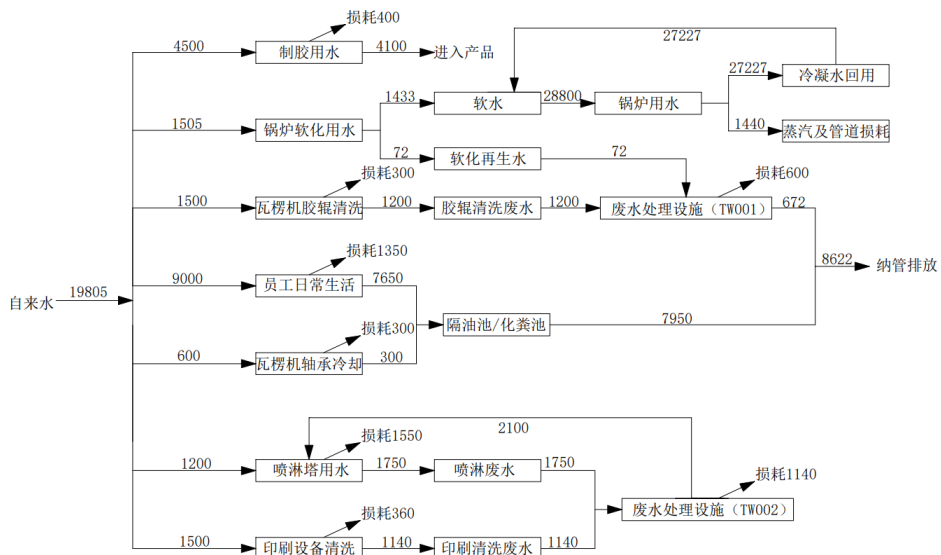 损耗400
4500
制胶用水
4100
进入产品
27227
1433
软水
28800
锅炉用水
27227
冷凝水回用
1505
锅炉软化用水
1440
蒸汽及管道损耗
72
软化再生水
72
损耗300
损耗600
1500
瓦楞机胶辊清洗
1200
胶辊清洗废水
1200
废水处理设施（TW001）
672
8622
纳管排放
损耗1350
9000
员工日常生活
7650
自来水
19805
隔油池/化粪池
7950
损耗300
600
瓦楞机轴承冷却
300
2100
损耗1550
1200
喷淋塔用水
1750
喷淋废水
1750
损耗1140
废水处理设施（TW002）
损耗360
1500
印刷设备清洗
1140
印刷清洗废水
1140